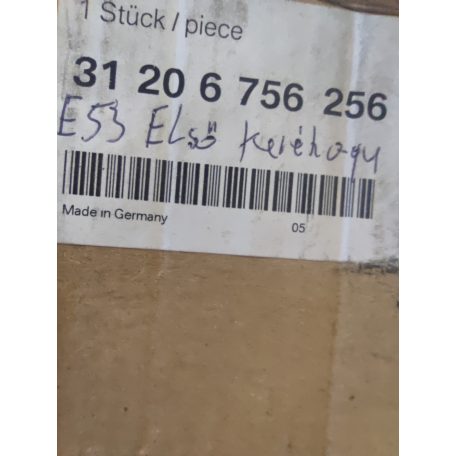 1 Stück / piece
31 20 6 756 256
E53 Első Kerékagy
Made in Germany
05